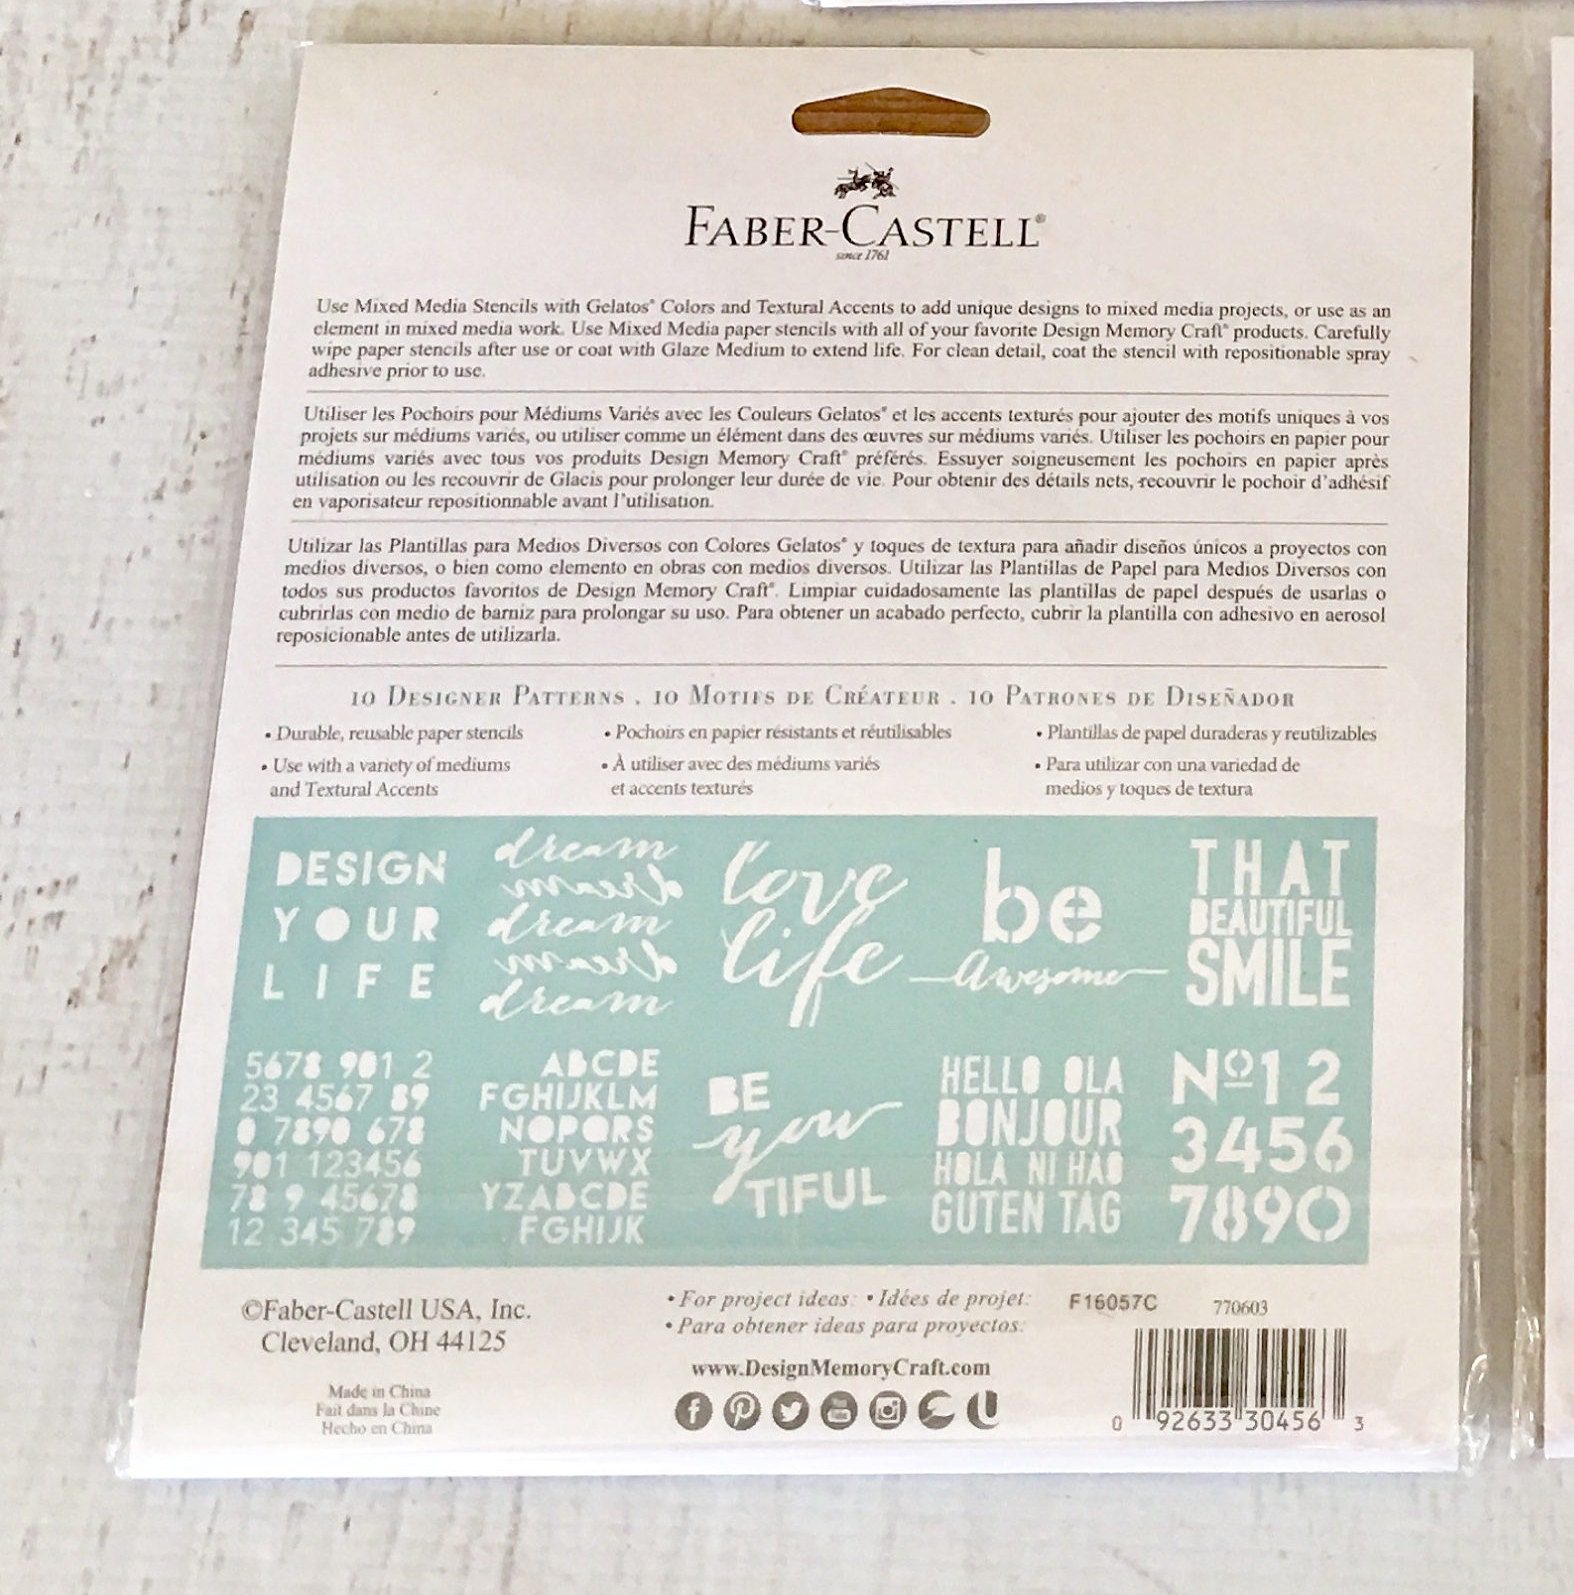 FABER-CASTELL®
since 1761
Use Mixed Media Stencils with Gelatos® Colors and Textural Accents to add unique designs to mixed media projects, or use as an
element in mixed media work. Use Mixed Media paper stencils with all of your favorite Design Memory Craft® products. Carefully
wipe paper stencils after use or coat with Glaze Medium to extend life. For clean detail, coat the stencil with repositionable spray
adhesive prior to use.
Utiliser les Pochoirs pour Médiums Variés avec les Couleurs Gelatos® et les accents texturés pour ajouter des motifs uniques à vos
projets sur médiums variés, ou utiliser comme un élément dans des œuvres sur médiums variés. Utiliser les pochoirs en papier pour
médiums variés avec tous vos produits Design Memory Craft® préférés. Essuyer soigneusement les pochoirs en papier après
utilisation ou les recouvrir de Glacis pour prolonger leur durée de vie. Pour obtenir des détails nets, recouvrir le pochoir d'adhésif
en vaporisateur repositionnable avant l'utilisation.
Utilizar las Plantillas para Medios Diversos con Colores Gelatos® y toques de textura para añadir diseños únicos a proyectos con
medios diversos, o bien como elemento en obras con medios diversos. Utilizar las Plantillas de Papel para Medios Diversos con
todos sus productos favoritos de Design Memory Craft®. Limpiar cuidadosamente las plantillas de papel después de usarlas o
cubrirlas con medio de barniz para prolongar su uso. Para obtener un acabado perfecto, cubrir la plantilla con adhesivo en aerosol
reposicionable antes de utilizarla.
10 DESIGNER PATTERNS . 10 MOTIFS DE CRÉATEUR . 10 PATRONES DE DISEÑADOR
• Durable, reusable paper stencils
• Use with a variety of mediums
and Textural Accents
• Pochoirs en papier résistants et réutilisables
• À utiliser avec des médiums variés
et accents texturés
• Plantillas de papel duraderas y reutilizables
• Para utilizar con una variedad de
medios y toques de textura
DESIGN
YOUR
LIFE
dream
dream
dream
dream
dream
love
life
be
awesome
THAT
BEAUTIFUL
SMILE
5678 901 2
23 4567 89
0 7890 678
901 123456
78 9 45678
12 345 789
ABCDE
FGHIJKLM
NOPQRS
TUVWX
YZABCDE
FGHIJK
BE
you
TIFUL
HELLO OLA
BONJOUR
HOLA NI HAO
GUTEN TAG
Nº1 2
3456
7890
©Faber-Castell USA, Inc.
Cleveland, OH 44125
Made in China
Fait dans la Chine
Hecho en China
• For project ideas: • Idées de projet:
• Para obtener ideas para proyectos:
www.DesignMemoryCraft.com
F16057C
770603
0 92633 30456 3